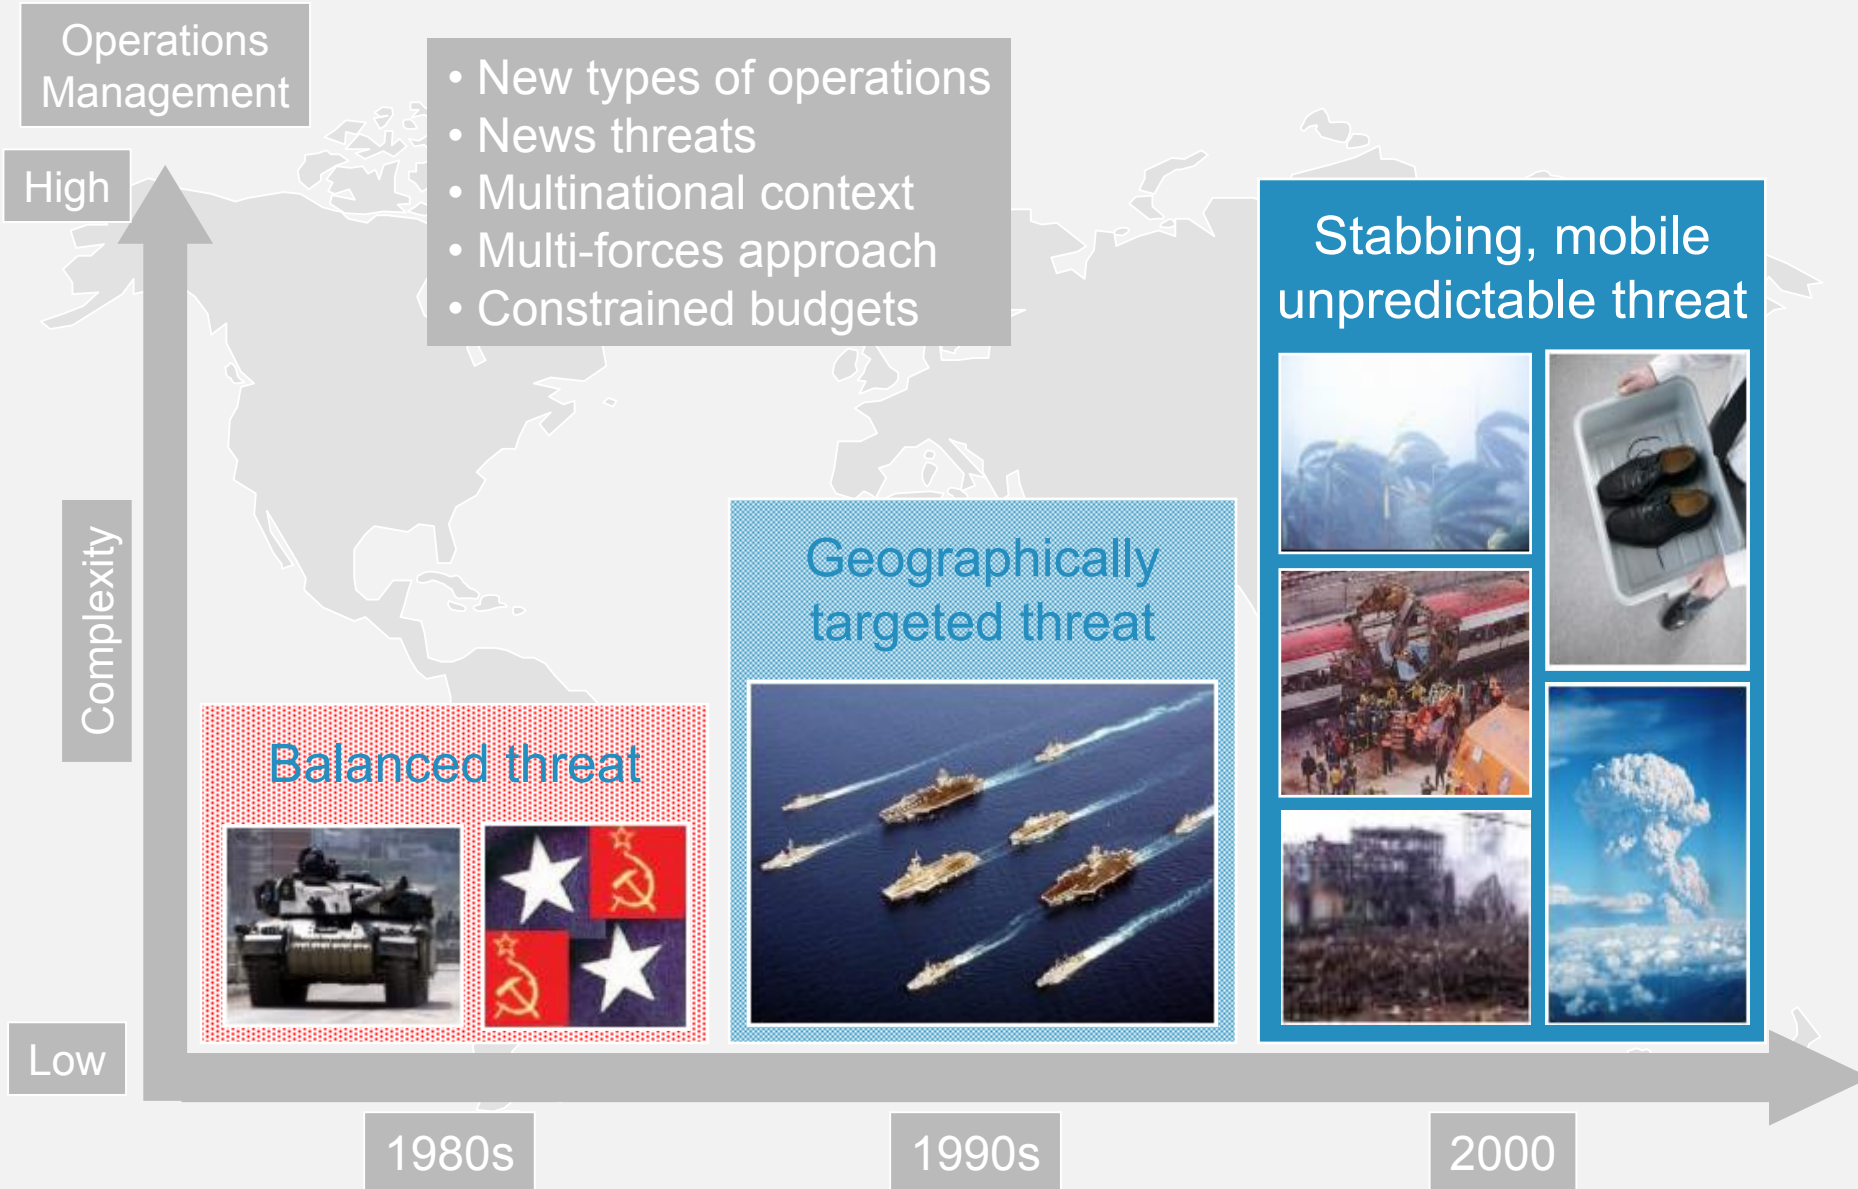 Operations
Management
• New types of operations
• News threats
• Multinational context
• Multi-forces approach
• Constrained budgets
High
Stabbing, mobile
unpredictable threat
Complexity
Geographically
targeted threat
Balanced threat
Low
1980s
1990s
2000